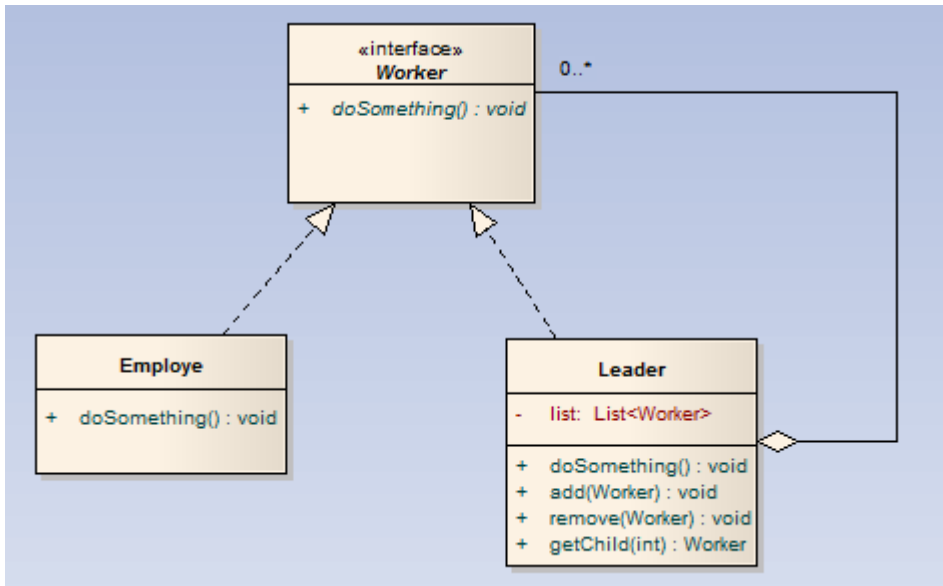 «interface»
Worker
+ doSomething() : void
0..*
Employe
+ doSomething() : void
Leader
- list: List<Worker>
+ doSomething() : void
+ add(Worker) : void
+ remove(Worker) : void
+ getChild(int) : Worker